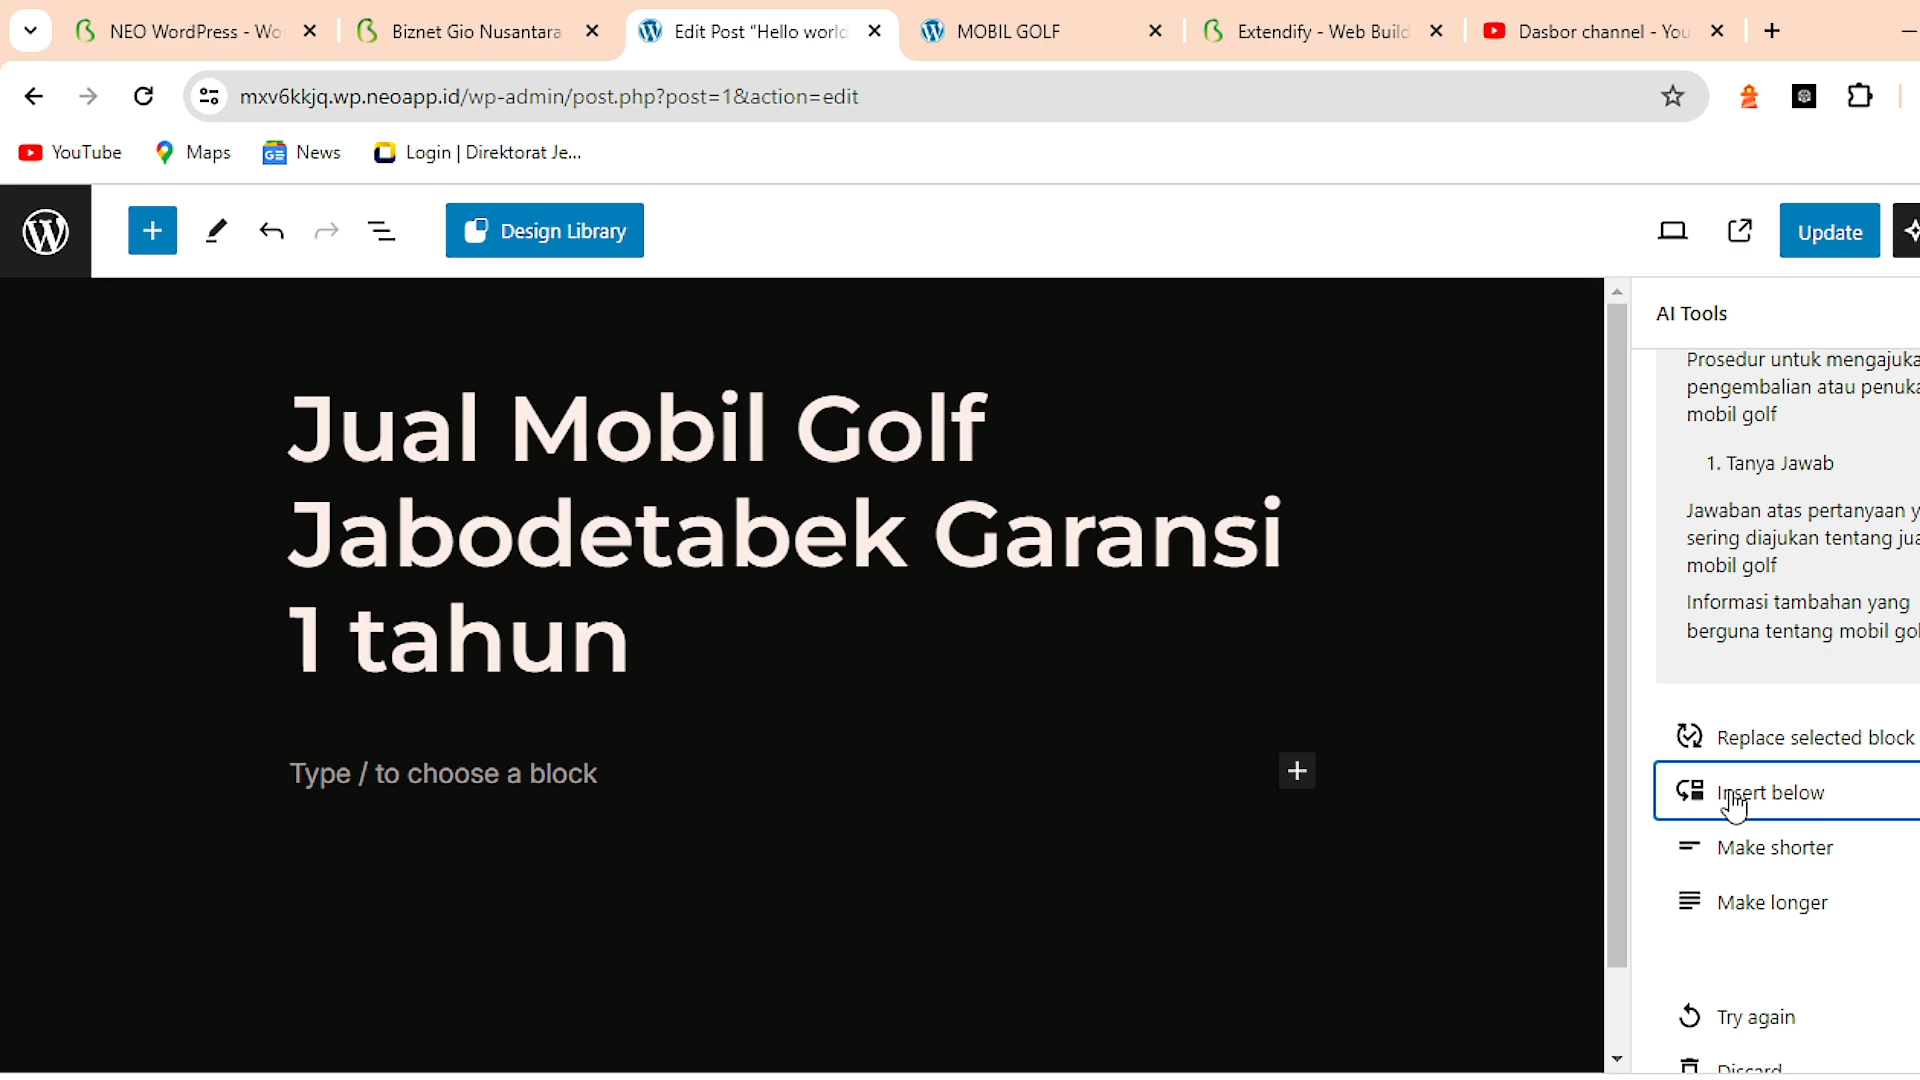 NEO WordPress - Wo
Biznet Gio Nusantara
Edit Post “Hello world
MOBIL GOLF
Extendify - Web Build
Dasbor channel - You
mxv6kkjq.wp.neoapp.id/wp-admin/post.php?post=1&action=edit
YouTube
Maps
News
Login | Direktorat Je...
Design Library
Update
AI Tools
Jual Mobil Golf
Jabodetabek Garansi
1 tahun
Type / to choose a block
Prosedur untuk mengajuka
pengembalian atau penuka
mobil golf
1. Tanya Jawab
Jawaban atas pertanyaan y
sering diajukan tentang jua
mobil golf
Informasi tambahan yang
berguna tentang mobil gol
Replace selected block
Insert below
Make shorter
Make longer
Try again
Discard